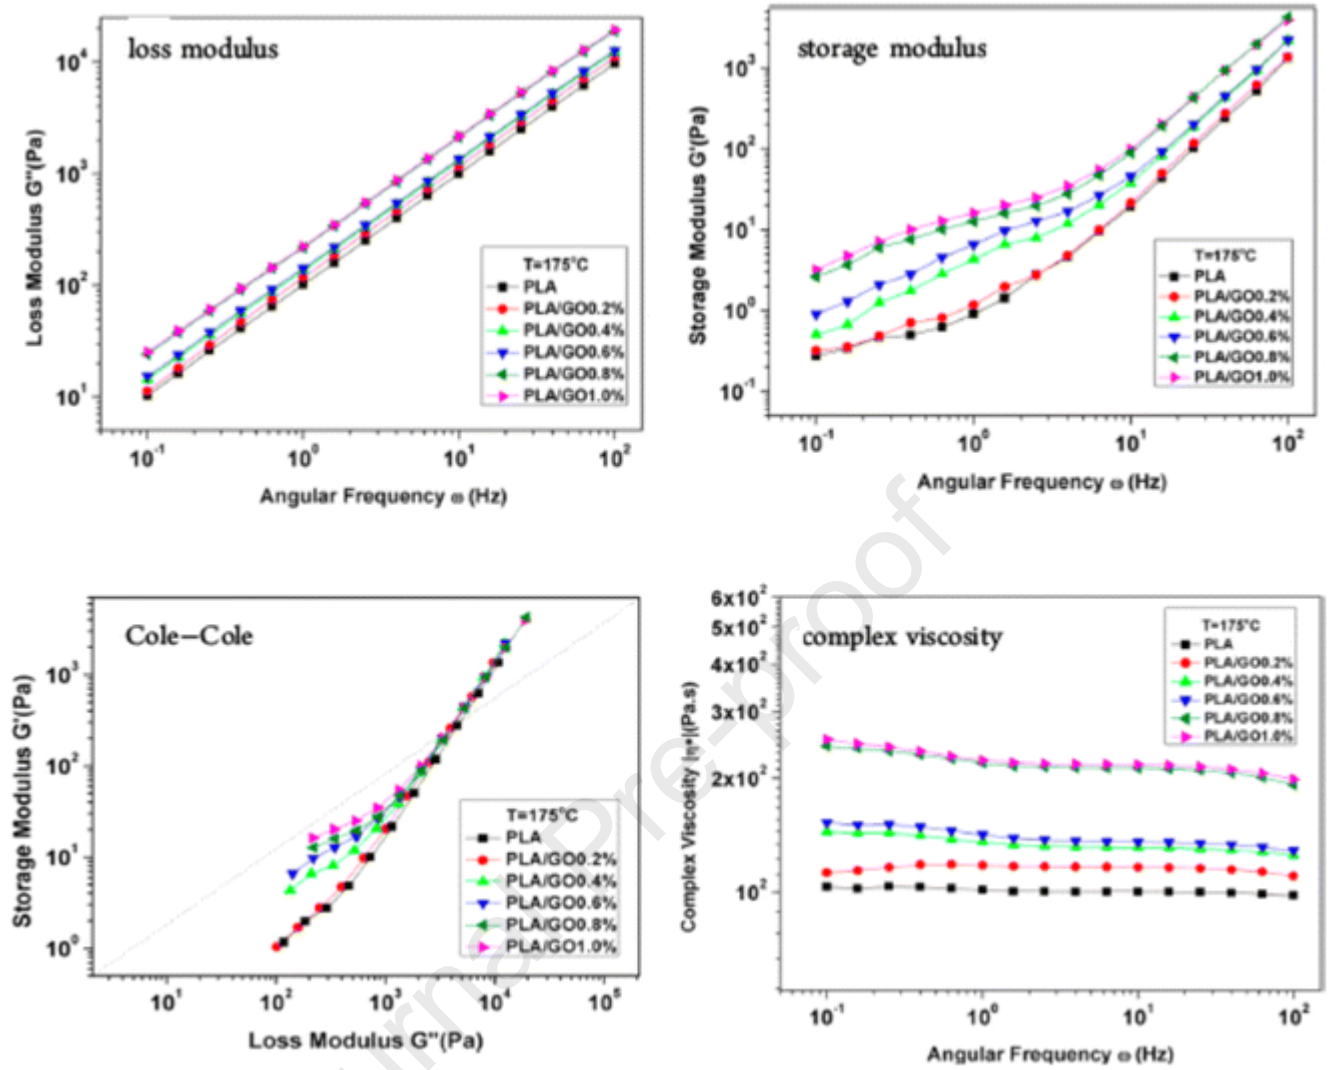 loss modulus
10⁴
10³
10²
10¹
Loss Modulus G''(Pa)
T=175°C
PLA
PLA/GO0.2%
PLA/GO0.4%
PLA/GO0.6%
PLA/GO0.8%
PLA/GO1.0%
10⁻¹ 10⁰ 10¹ 10²
Angular Frequency ω (Hz)
storage modulus
10³
10²
10¹
10⁰
10⁻¹
Storage Modulus G'(Pa)
T=175°C
PLA
PLA/GO0.2%
PLA/GO0.4%
PLA/GO0.6%
PLA/GO0.8%
PLA/GO1.0%
10⁻¹ 10⁰ 10¹ 10²
Angular Frequency ω (Hz)
Cole–Cole
10³
10²
10¹
10⁰
Storage Modulus G'(Pa)
T=175°C
PLA
PLA/GO0.2%
PLA/GO0.4%
PLA/GO0.6%
PLA/GO0.8%
PLA/GO1.0%
10¹ 10² 10³ 10⁴ 10⁵
Loss Modulus G''(Pa)
complex viscosity
6x10²
5x10²
4x10²
3x10²
2x10²
10²
Complex Viscosity |η*|(Pa.s)
T=175°C
PLA
PLA/GO0.2%
PLA/GO0.4%
PLA/GO0.6%
PLA/GO0.8%
PLA/GO1.0%
10⁻¹ 10⁰ 10¹ 10²
Angular Frequency ω (Hz)
urnal Pre-proof